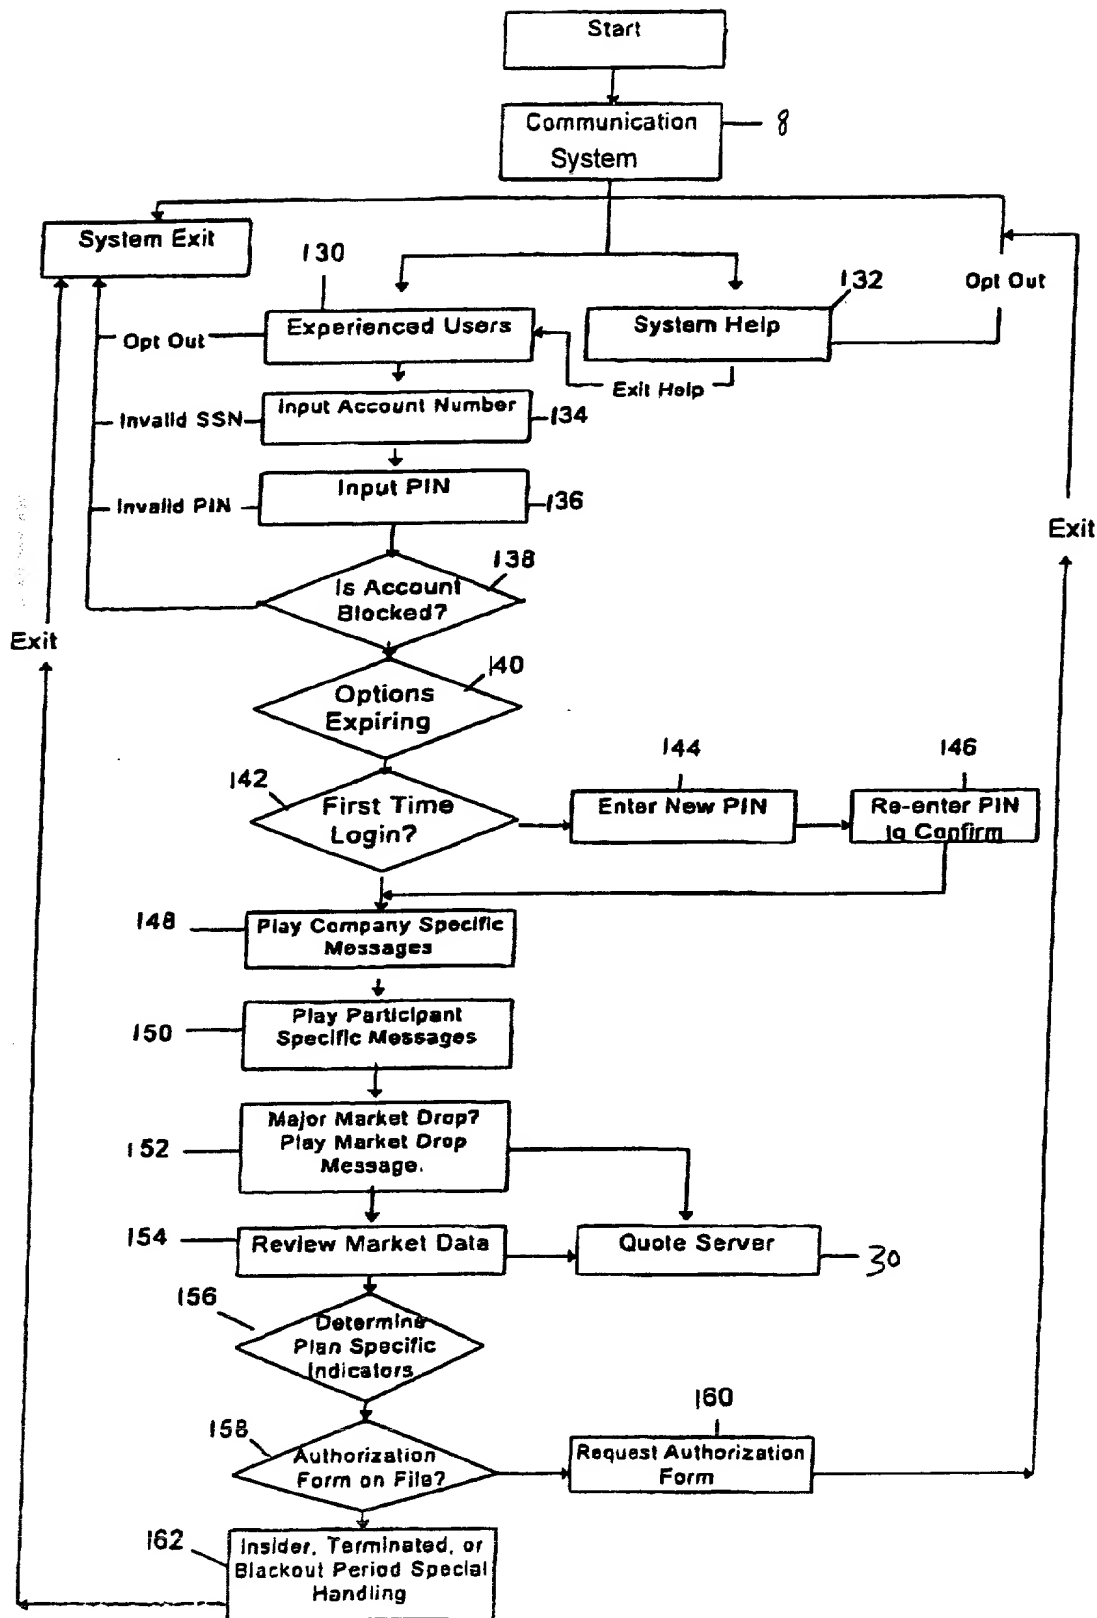 Start
Communication
System
8
System Exit
130
132
Opt Out
Experienced Users
System Help
Opt Out
Exit Help
Input Account Number
134
Invalid SSN
Input PIN
136
Invalid PIN
Exit
138
Is Account
Blocked?
Exit
140
Options
Expiring
144
146
142
First Time
Login?
Enter New PIN
Re-enter PIN
to Confirm
148
Play Company Specific
Messages
150
Play Participant
Specific Messages
152
Major Market Drop?
Play Market Drop
Message.
154
Review Market Data
Quote Server
30
156
Determine
Plan Specific
Indicators
160
158
Authorization
Form on File?
Request Authorization
Form
162
Insider, Terminated, or
Blackout Period Special
Handling